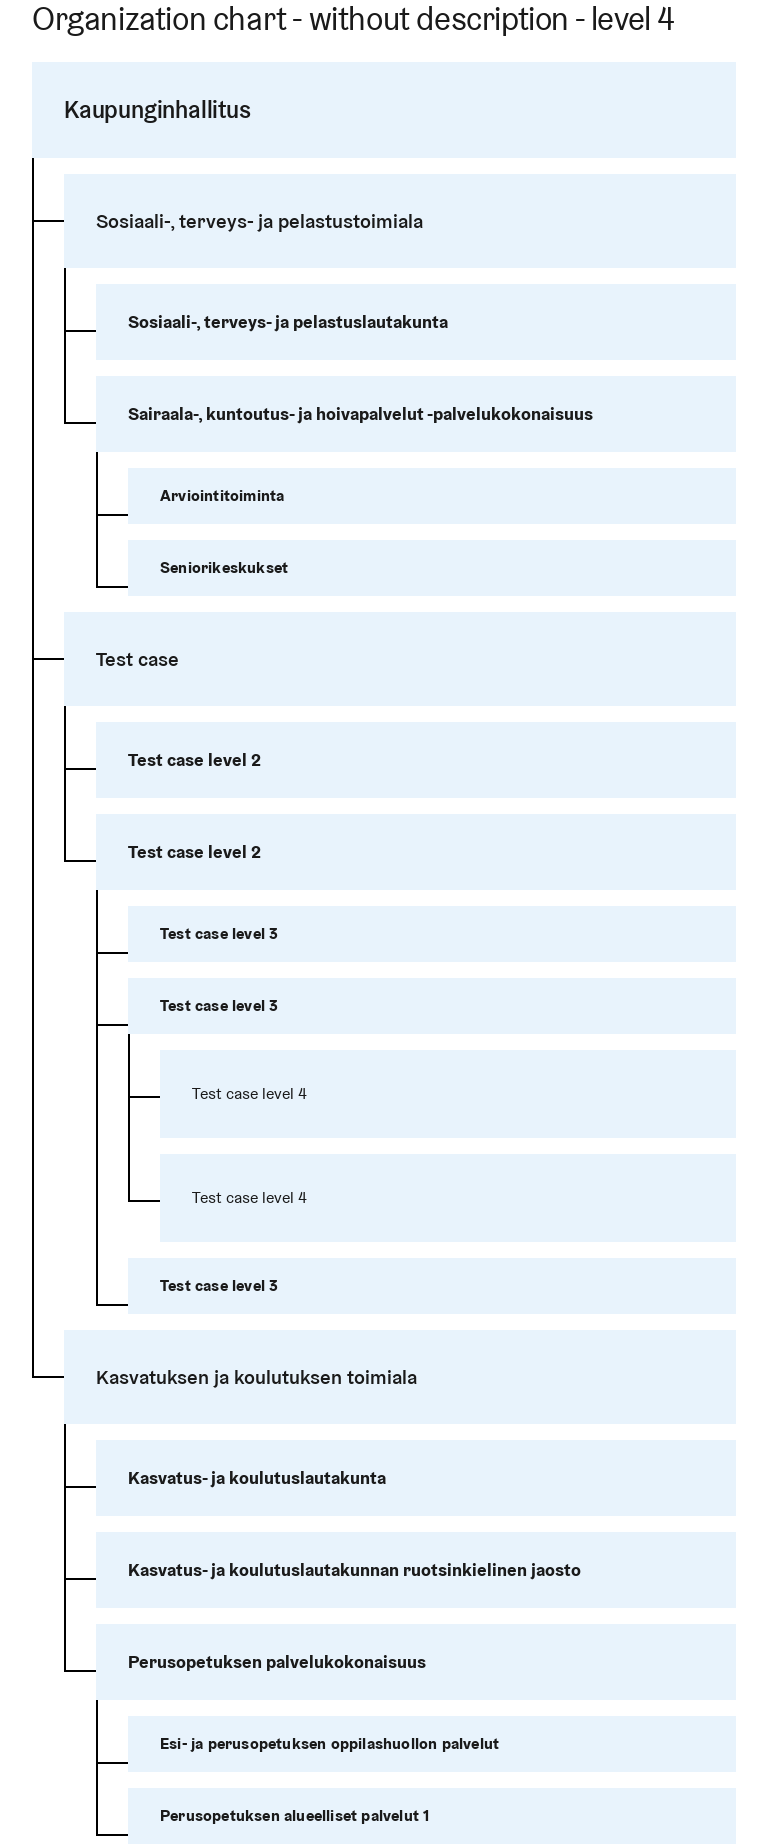 Organization chart - without description - level 4
Kaupunginhallitus
Sosiaali-, terveys- ja pelastustoimiala
Sosiaali-, terveys- ja pelastuslautakunta
Sairaala-, kuntoutus- ja hoivapalvelut -palvelukokonaisuus
Arviointitoiminta
Seniorikeskukset
Test case
Test case level 2
Test case level 2
Test case level 3
Test case level 3
Test case level 4
Test case level 4
Test case level 3
Kasvatuksen ja koulutuksen toimiala
Kasvatus- ja koulutuslautakunta
Kasvatus- ja koulutuslautakunnan ruotsinkielinen jaosto
Perusopetuksen palvelukokonaisuus
Esi- ja perusopetuksen oppilashuollon palvelut
Perusopetuksen alueelliset palvelut 1